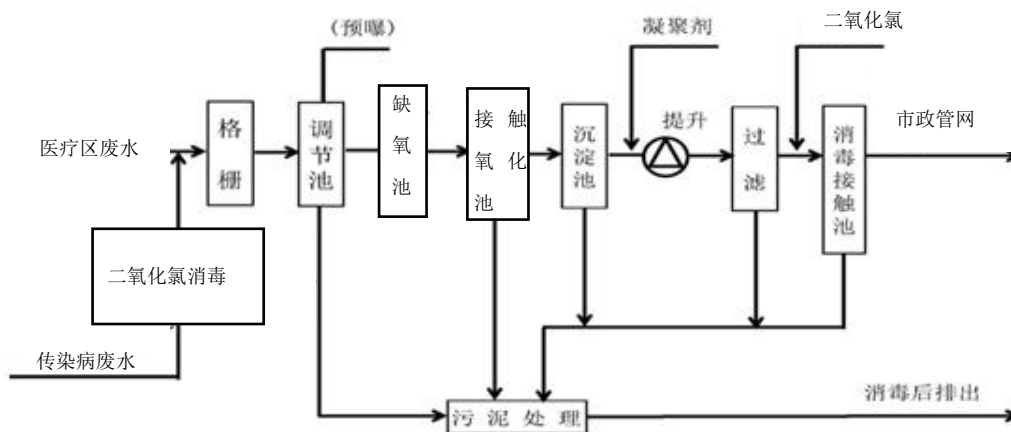 (预曝)
凝聚剂
二氧化氯
医疗区废水
格栅
调节池
缺氧池
接触氧化池
沉淀池
提升
过滤
消毒接触池
市政管网
二氧化氯消毒
传染病废水
污泥处理
消毒后排出